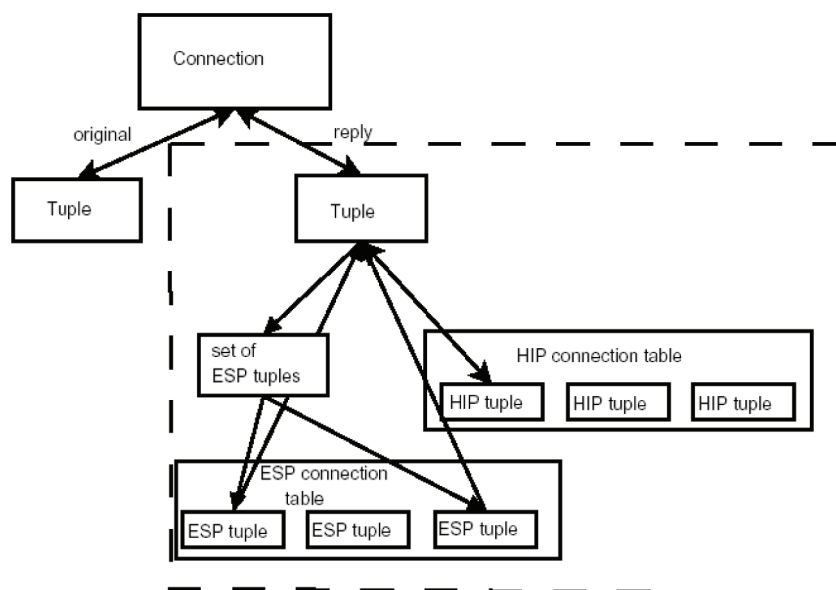 Connection
original
reply
Tuple
Tuple
set of
ESP tuples
HIP connection table
HIP tuple
HIP tuple
HIP tuple
ESP connection
table
ESP tuple
ESP tuple
ESP tuple